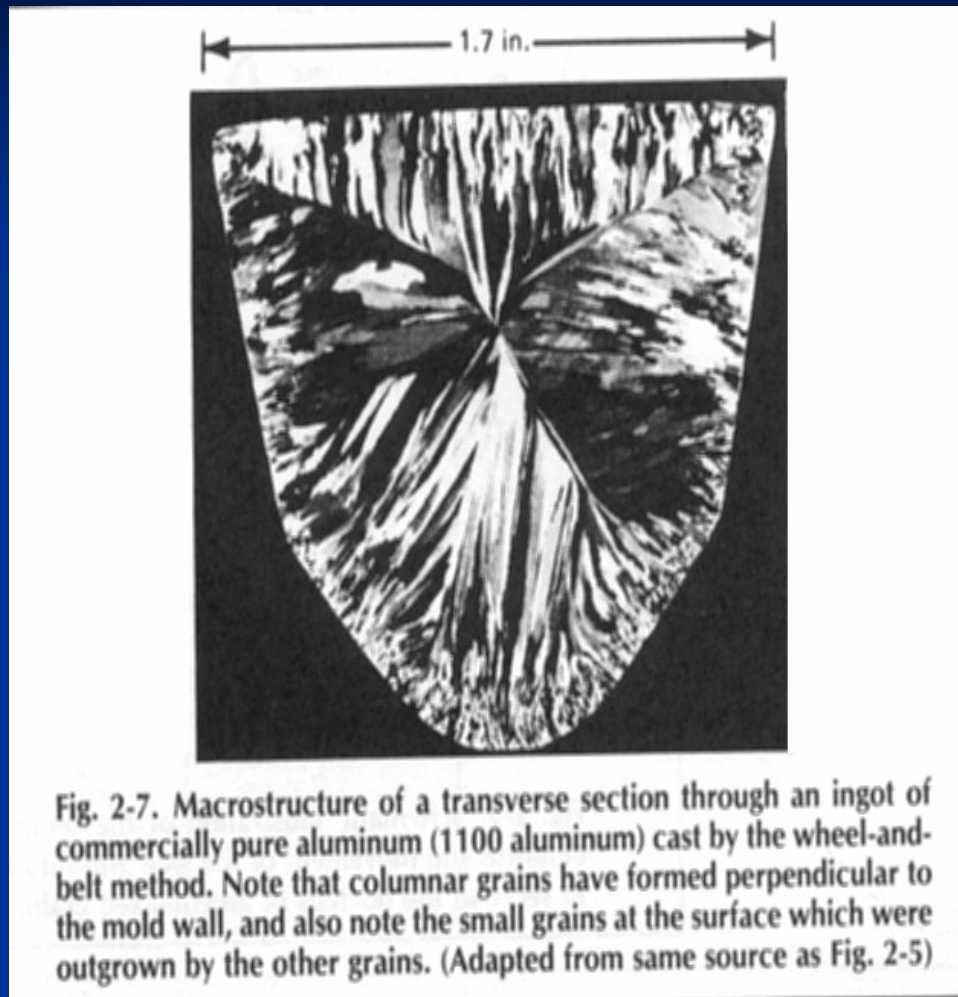 1.7 in.
Fig. 2-7. Macrostructure of a transverse section through an ingot of
commercially pure aluminum (1100 aluminum) cast by the wheel-and-
belt method. Note that columnar grains have formed perpendicular to
the mold wall, and also note the small grains at the surface which were
outgrown by the other grains. (Adapted from same source as Fig. 2-5)